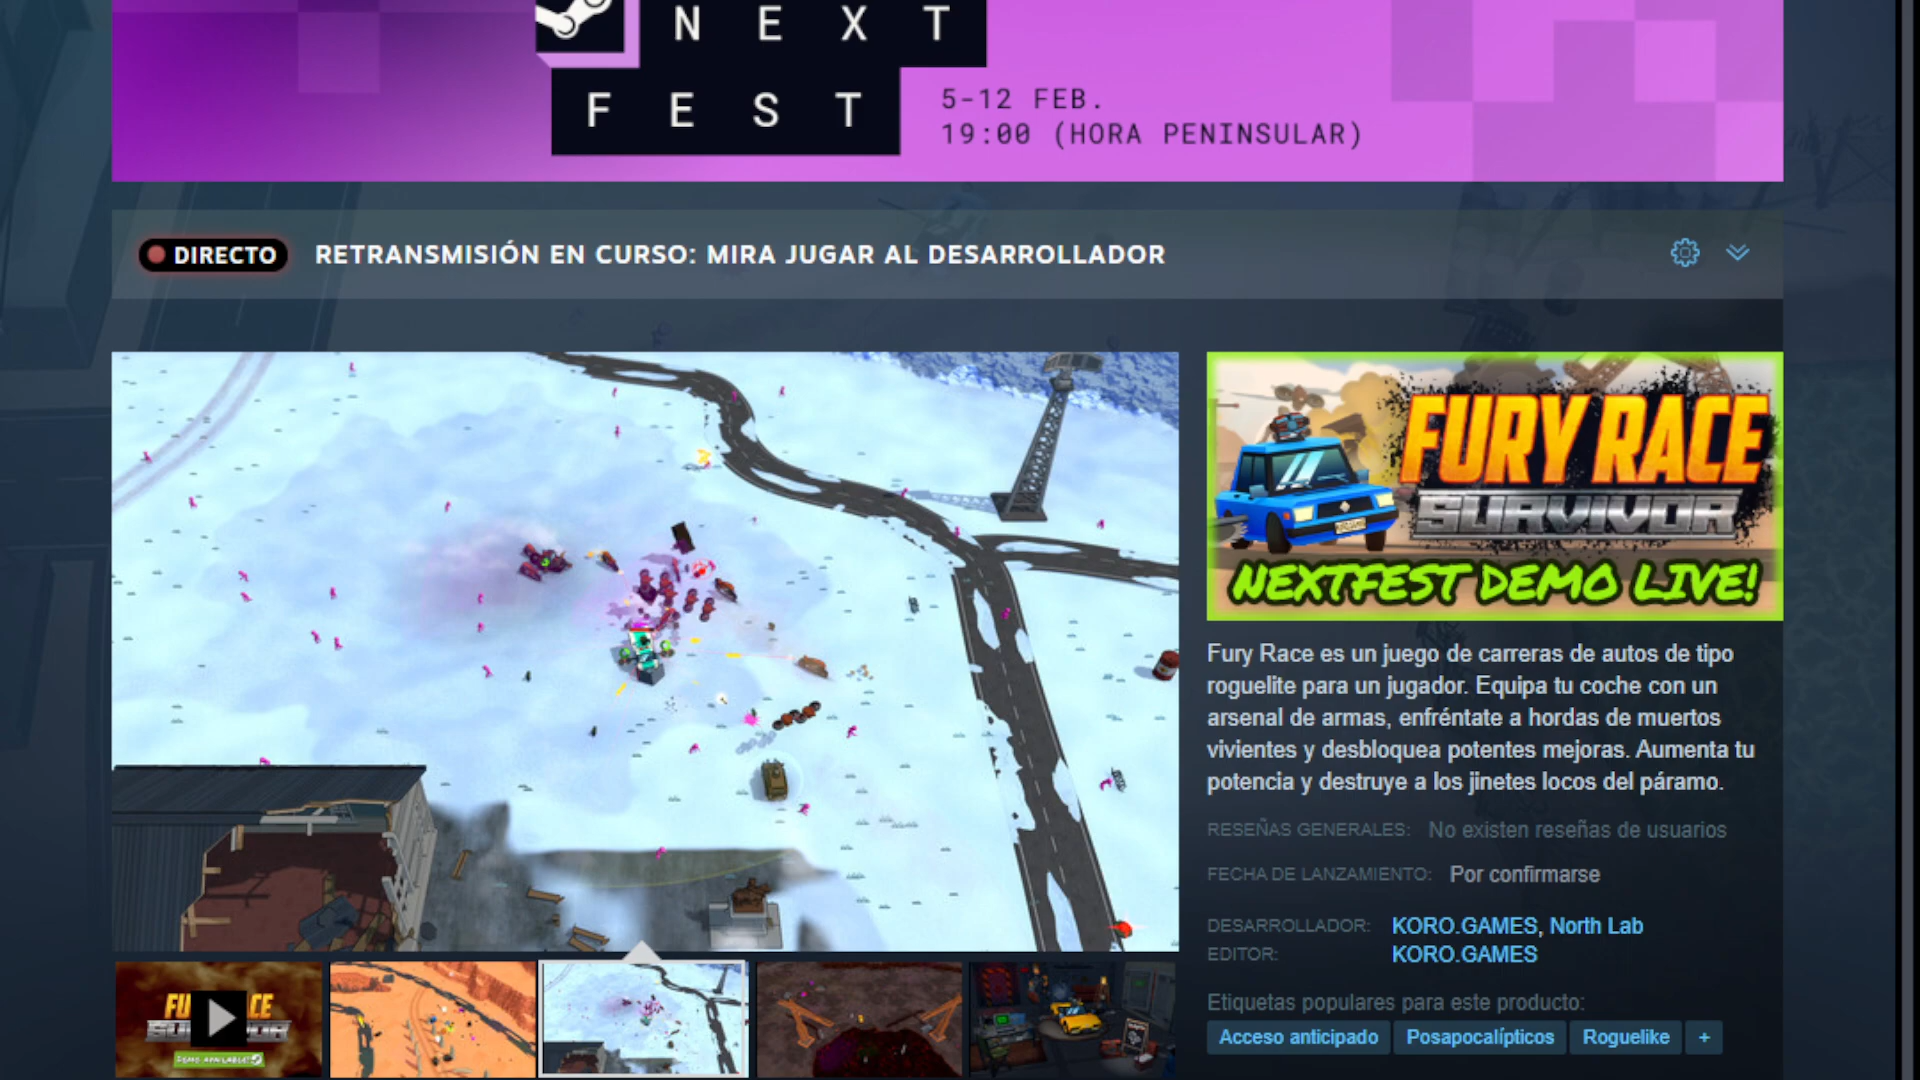 NEXT
FEST
5-12 FEB.
19:00 (HORA PENINSULAR)
DIRECTO
RETRANSMISIÓN EN CURSO: MIRA JUGAR AL DESARROLLADOR
FURY RACE
SURVIVOR
NEXTFEST DEMO LIVE!
Fury Race es un juego de carreras de autos de tipo
roguelite para un jugador. Equipa tu coche con un
arsenal de armas, enfréntate a hordas de muertos
vivientes y desbloquea potentes mejoras. Aumenta tu
potencia y destruye a los jinetes locos del páramo.
RESEÑAS GENERALES: No existen reseñas de usuarios
FECHA DE LANZAMIENTO: Por confirmarse
DESARROLLADOR: KORO.GAMES, North Lab
EDITOR: KORO.GAMES
Etiquetas populares para este producto:
Acceso anticipado Posapocalípticos Roguelike +
DEMO AVAILABLE!